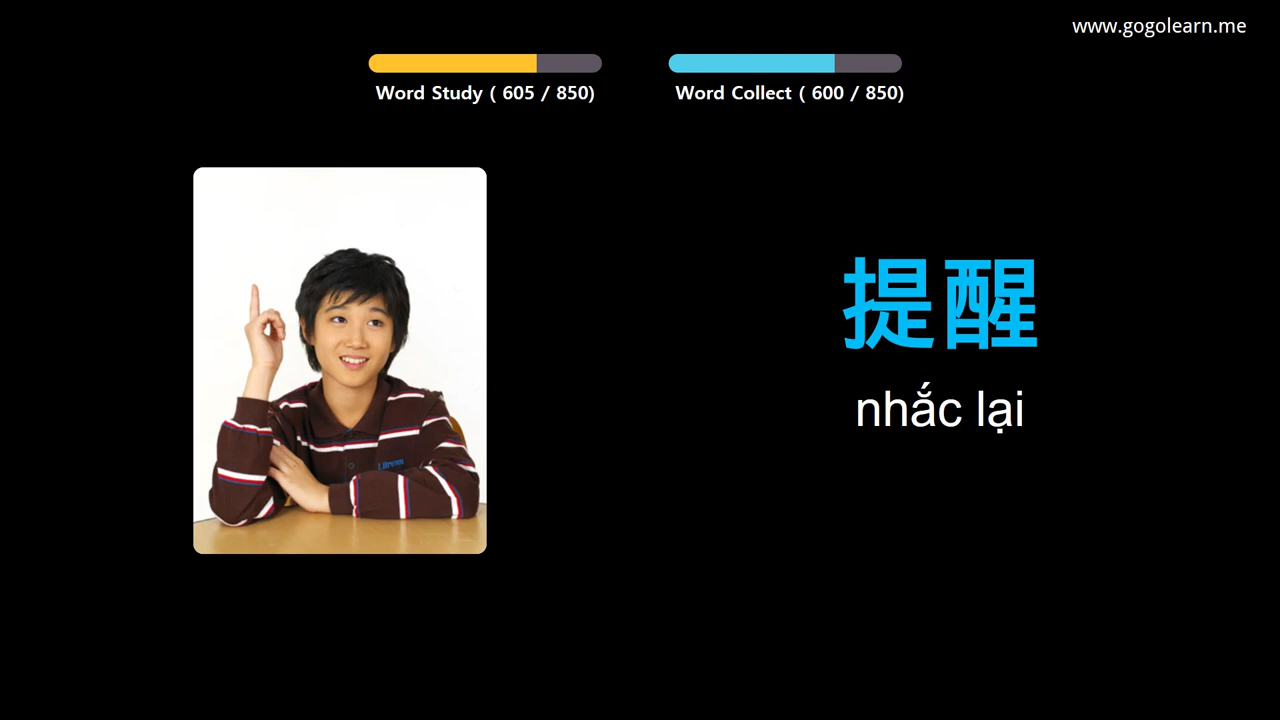 www.gogolearn.me
Word Study ( 605 / 850)
Word Collect ( 600 / 850)
提醒
nhắc lại